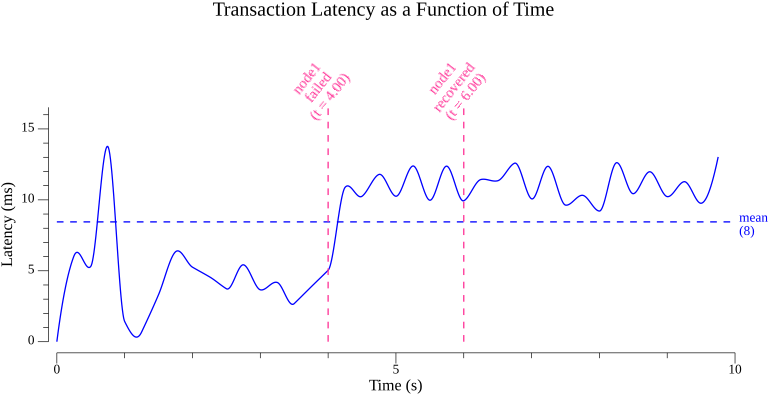 Transaction Latency as a Function of Time
node1
failed
(t = 4.00)
node1
recovered
(t = 6.00)
15
10
5
0
Latency (ms)
mean
(8)
0
5
10
Time (s)